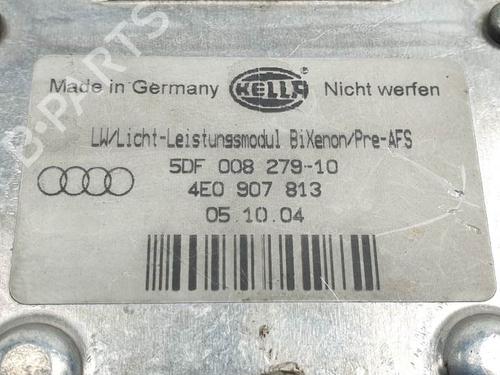 Made in Germany HELLA Nicht werfen
LW/Licht-Leistungsmodul BiXenon/Pre-AFS
5DF 008 279-10
4E0 907 813
05.10.04
B-PARTS